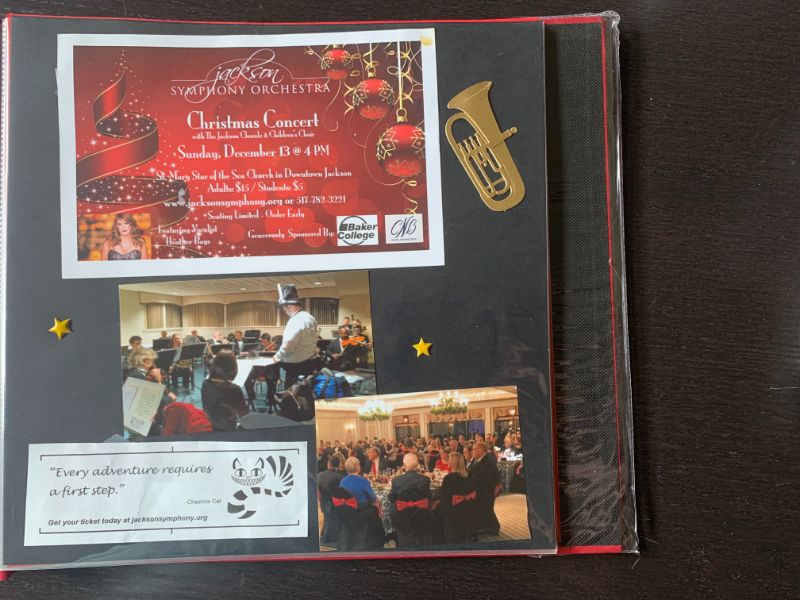 jackson
SYMPHONY ORCHESTRA
Christmas Concert
with The Jackson Chorale & Children's Choir
Sunday, December 13 @ 4 PM
St. Mary Star of the Sea Church in Downtown Jackson
Adults: $15 / Students: $5
www.jacksonsymphony.org or 517-782-3221
Seating Limited - Order Early
Featuring Vocalist
Heather Rays
Generously Sponsored By:
Baker
College
CNB
"Every adventure requires
a first step."
- Cheshire Cat
Get your ticket today at jacksonsymphony.org